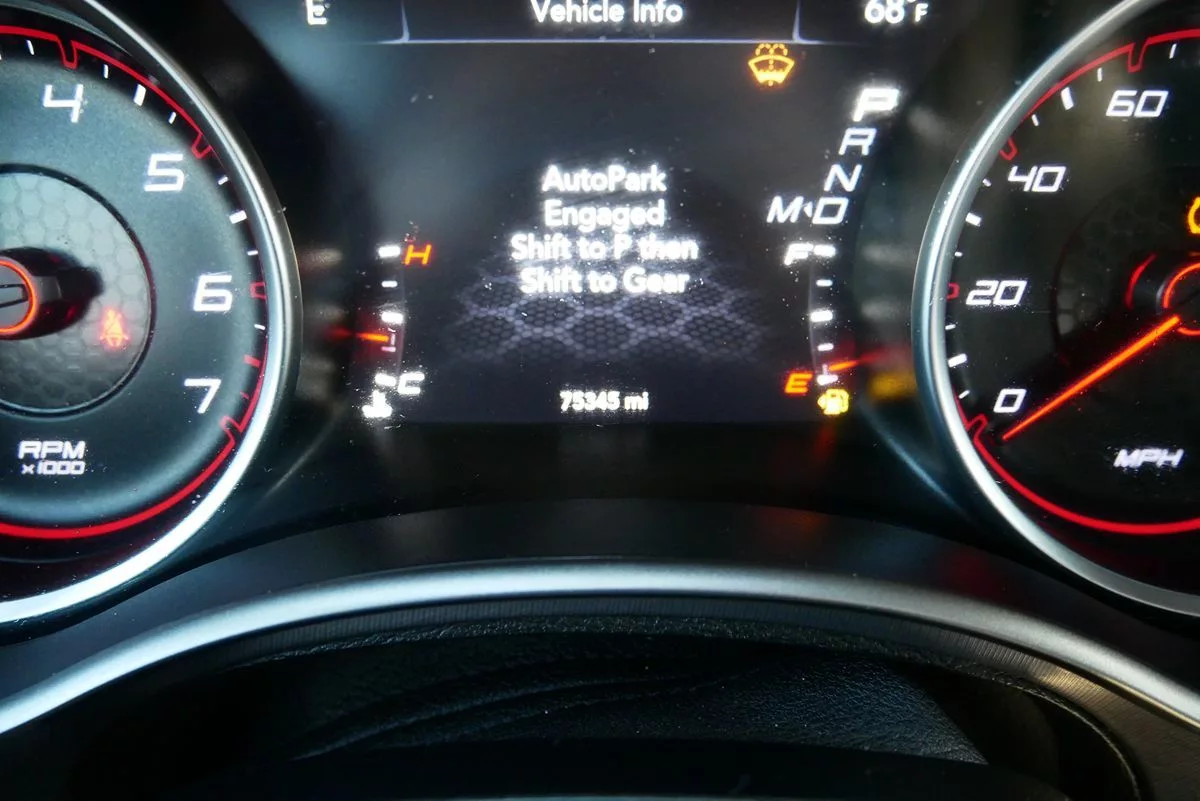 E
Vehicle Info
68°F
4
5
6
7
RPM
x1000
H
C
AutoPark
Engaged
Shift to P then
Shift to Gear
75345 mi
P
R
N
M◂D
F
E
60
40
20
0
MPH